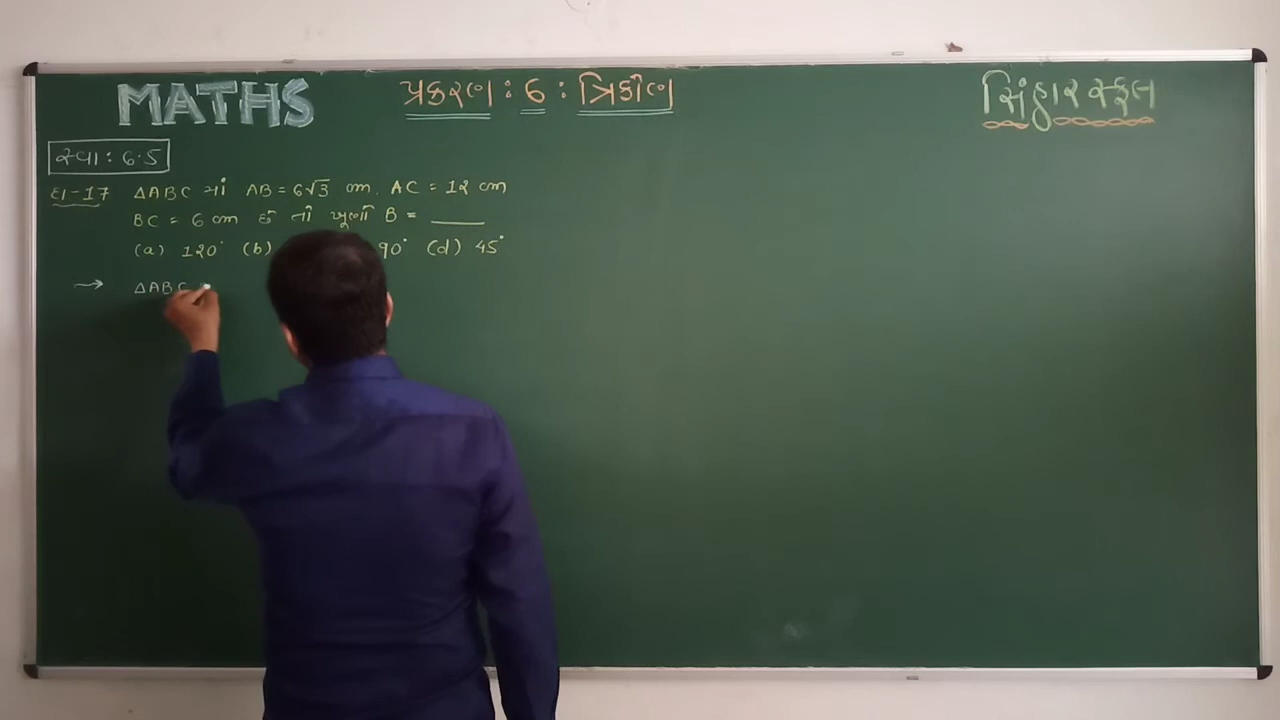 MATHS પ્રકરણ : 6 : ત્રિકોણ સિંહાર સ્કૂલ
સ્વા : 6.5
દા-17 ΔABC માં AB = 6√3 cm, AC = 12 cm
BC = 6 cm છે તો ખૂણો B = ____
(a) 120° (b) 90° (d) 45°
→ ΔABC